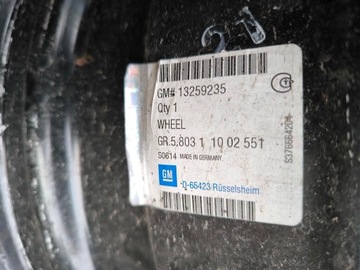 21
GM# 13259235
Qty 1
WHEEL
GR.5.803 1 10 02 551
S0614 MADE IN GERMANY
GM
D-65423 Rüsselsheim